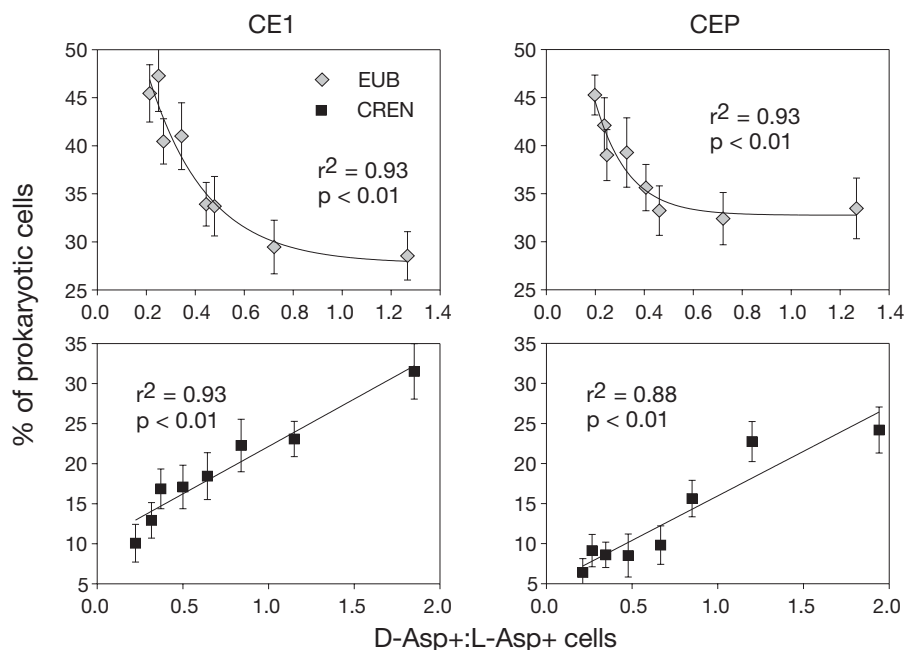 CE1
CEP
% of prokaryotic cells
50
45
40
35
30
25
EUB
CREN
r2 = 0.93
p < 0.01
0.0 0.2 0.4 0.6 0.8 1.0 1.2 1.4
50
45
40
35
30
25
r2 = 0.93
p < 0.01
0.0 0.2 0.4 0.6 0.8 1.0 1.2 1.4
35
30
25
20
15
10
5
r2 = 0.93
p < 0.01
0.0 0.5 1.0 1.5 2.0
35
30
25
20
15
10
5
r2 = 0.88
p < 0.01
0.0 0.5 1.0 1.5 2.0
D-Asp+:L-Asp+ cells